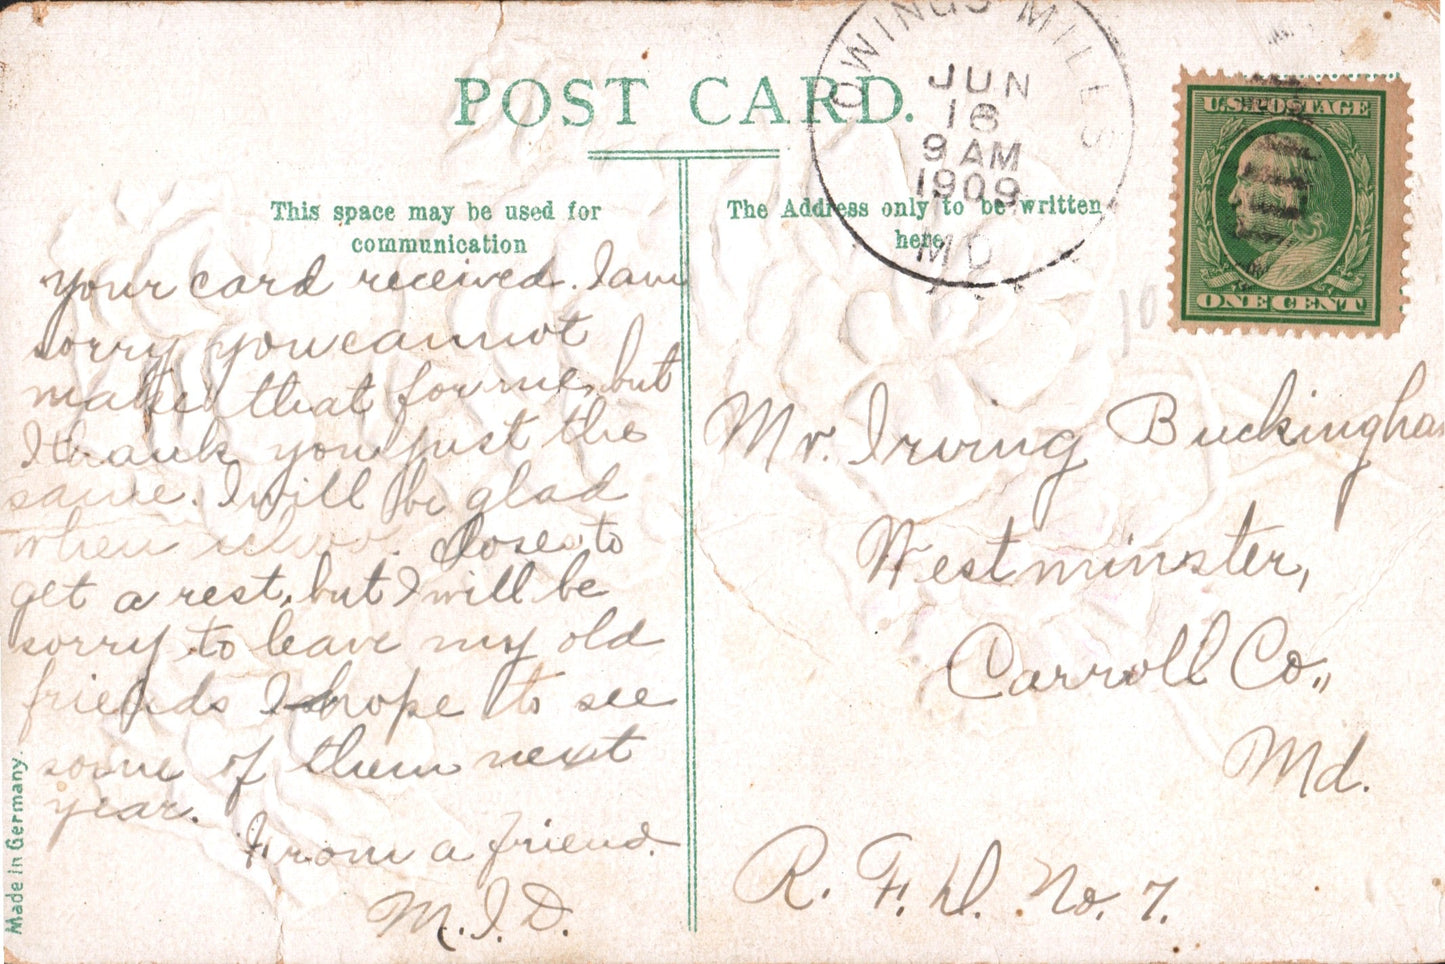 POST CARD.
This space may be used for
communication
your card received. I am
sorry you cannot
make that for me, but
I thank you just the
same. I will be glad
when closes to
get a rest, but I will be
sorry to leave my old
friends I hope to see
some of them next
year.
From a friend.
M.I.D.
Made in Germany.
The Address only to be written
here
OWINGS MILLS
JUN
16
9 AM
1909
MD
U.S. POSTAGE
ONE CENT
10
Mr. Irving Buckingha
Westminster,
Carroll Co.,
Md.
R. F. D. No. 7.